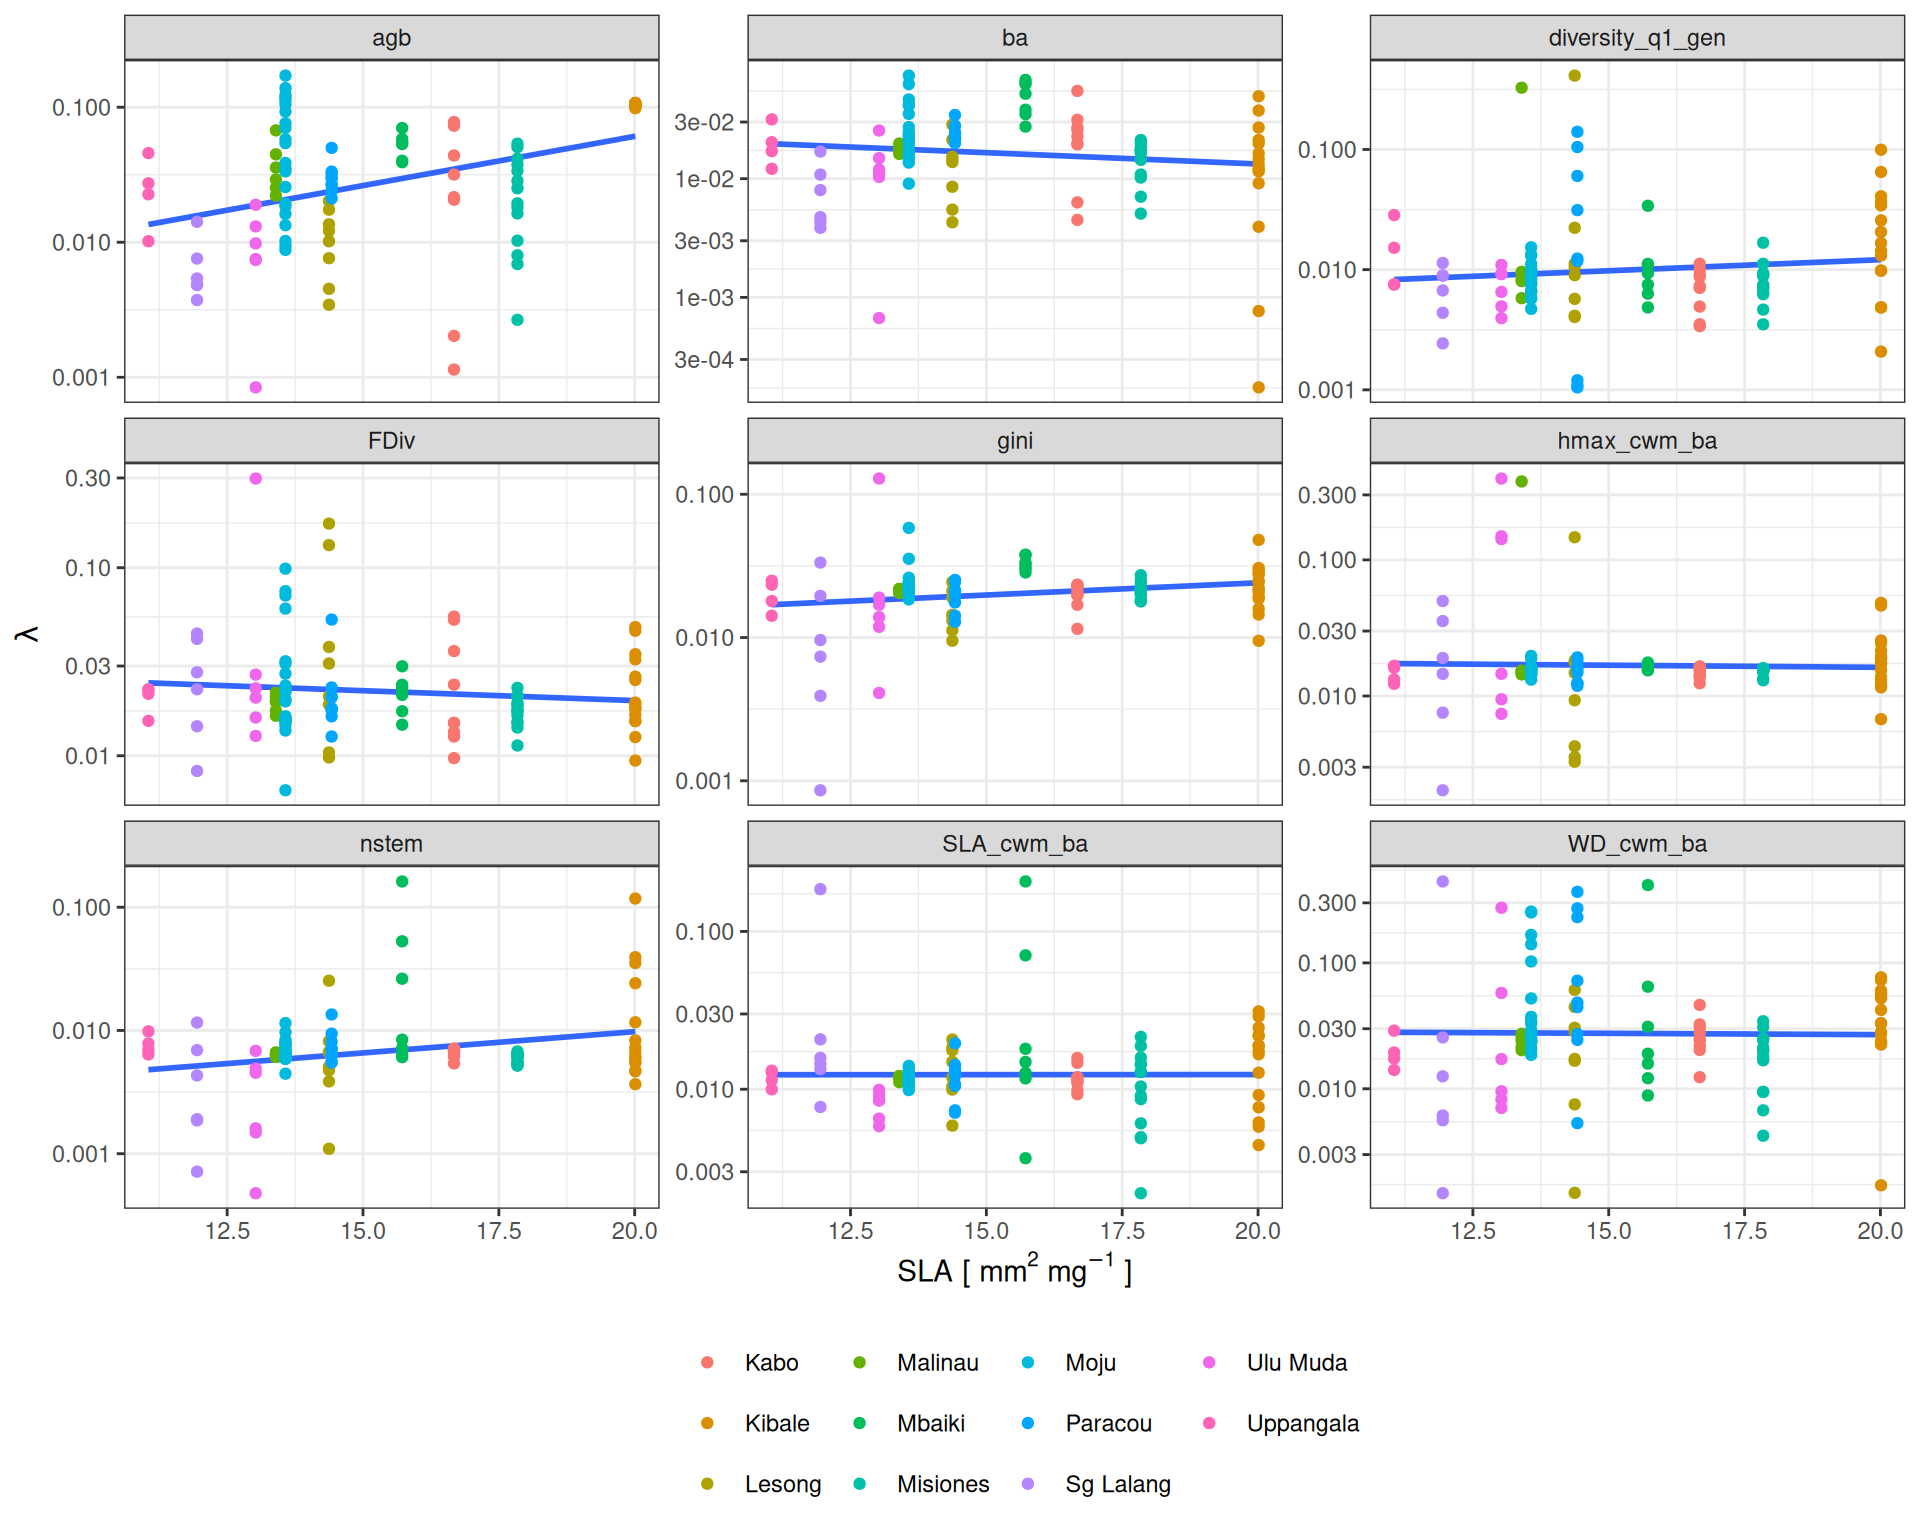 agb ba diversity_q1_gen
0.100 3e-02 0.100
0.010 1e-02 0.010
0.001 3e-03 0.001
1e-03
3e-04
FDiv gini hmax_cwm_ba
0.30 0.100 0.300
0.10 0.010 0.100
0.03 0.001 0.030
0.01 0.010
0.003
λ
nstem SLA_cwm_ba WD_cwm_ba
0.100 0.100 0.300
0.010 0.030 0.100
0.001 0.010 0.030
0.003 0.010
0.003
12.5 15.0 17.5 20.0 12.5 15.0 17.5 20.0 12.5 15.0 17.5 20.0
SLA [ mm² mg⁻¹ ]
Kabo Malinau Moju Ulu Muda
Kibale Mbaiki Paracou Uppangala
Lesong Misiones Sg Lalang